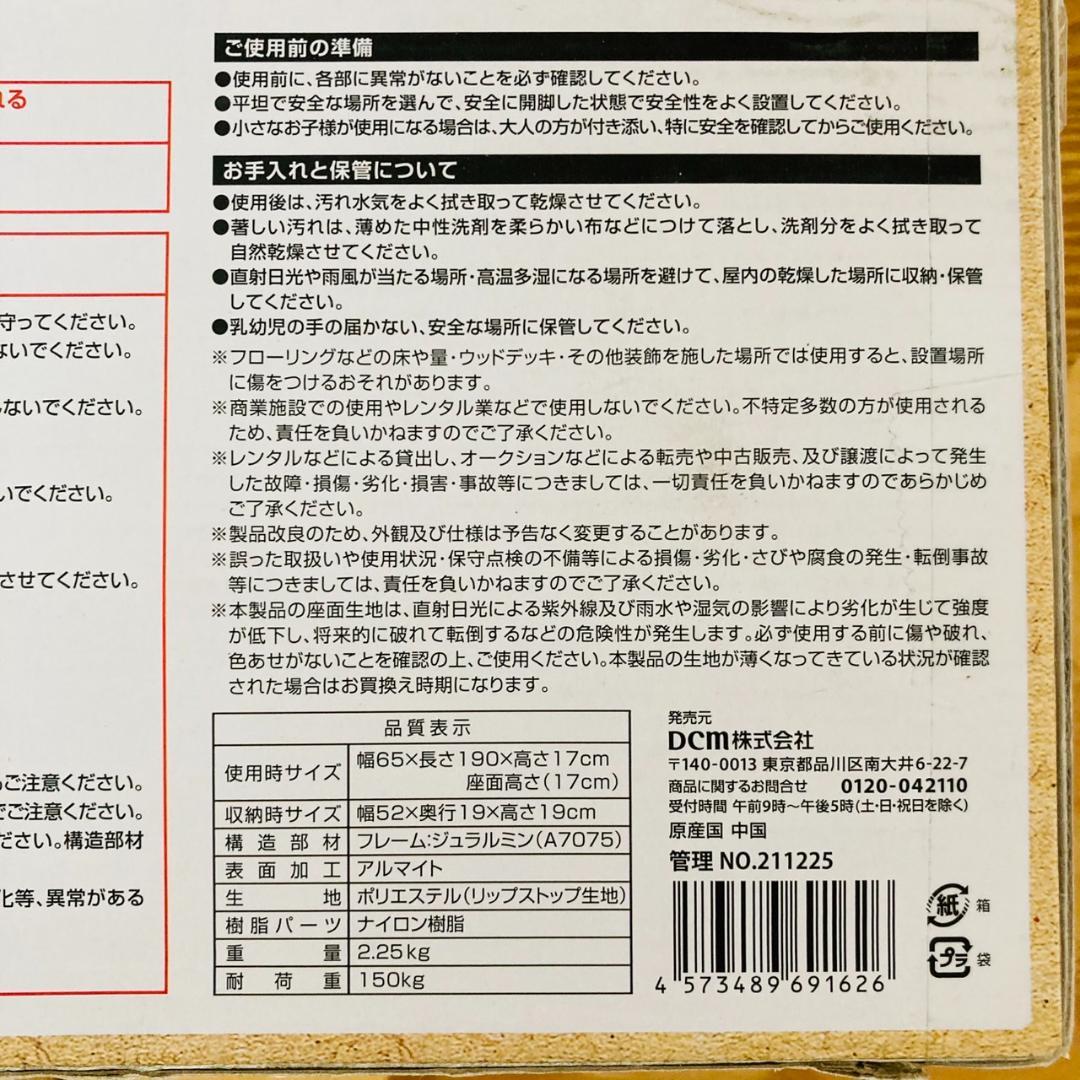 れる
守ってください。
ないでください。
ないでください。
いでください。
させてください。
ご注意ください。
でご注意ください。
ださい。構造部材
化等、異常がある
ご使用前の準備
●使用前に、各部に異常がないことを必ず確認してください。
●平坦で安全な場所を選んで、安全に開脚した状態で安全性をよく設置してください。
●小さなお子様が使用になる場合は、大人の方が付き添い、特に安全を確認してからご使用ください。
お手入れと保管について
●使用後は、汚れ水気をよく拭き取って乾燥させてください。
●著しい汚れは、薄めた中性洗剤を柔らかい布などにつけて落とし、洗剤分をよく拭き取って
自然乾燥させてください。
●直射日光や雨風が当たる場所・高温多湿になる場所を避けて、屋内の乾燥した場所に収納・保管
してください。
●乳幼児の手の届かない、安全な場所に保管してください。
※フローリングなどの床や畳・ウッドデッキ・その他装飾を施した場所では使用すると、設置場所
に傷をつけるおそれがあります。
※商業施設での使用やレンタル業などで使用しないでください。不特定多数の方が使用される
ため、責任を負いかねますのでご了承ください。
※レンタルなどによる貸出し、オークションなどによる転売や中古販売、及び譲渡によって発生
した故障・損傷・劣化・損害・事故等につきましては、一切責任を負いかねますのであらかじめ
ご了承ください。
※製品改良のため、外観及び仕様は予告なく変更することがあります。
※誤った取扱いや使用状況・保守点検の不備等による損傷・劣化・さびや腐食の発生・転倒事故
等につきましては、責任を負いかねますのでご了承ください。
※本製品の座面生地は、直射日光による紫外線及び雨水や湿気の影響により劣化が生じて強度
が低下し、将来的に破れて転倒するなどの危険性が発生します。必ず使用する前に傷や破れ、
色あせがないことを確認の上、ご使用ください。本製品の生地が薄くなってきている状況が確認
された場合はお買換え時期になります。
品質表示
使用時サイズ 幅65×長さ190×高さ17cm
座面高さ(17cm)
収納時サイズ 幅52×奥行19×高さ19cm
構造部材 フレーム:ジュラルミン(A7075)
表面加工 アルマイト
生地 ポリエステル(リップストップ生地)
樹脂パーツ ナイロン樹脂
重量 2.25kg
耐荷重 150kg
発売元
DCM株式会社
〒140-0013 東京都品川区南大井6-22-7
商品に関するお問合せ 0120-042110
受付時間 午前9時~午後5時(土・日・祝日を除く)
原産国 中国
管理 NO.211225
4 573489 691626
紙 箱
プラ 袋